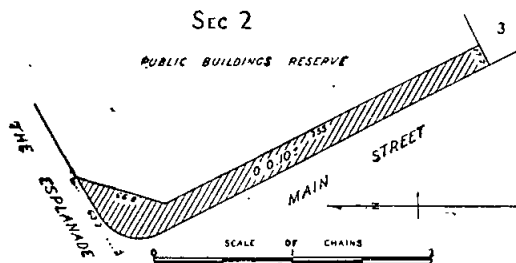 SEC 2
3
PUBLIC BUILDINGS RESERVE
THE ESPLANADE
MAIN STREET
N
SCALE OF CHAINS
0 1 2